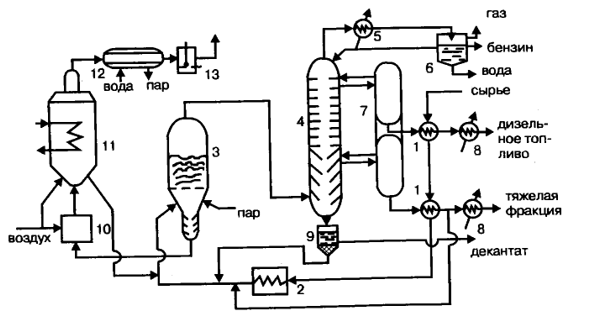 газ
5
бензин
12
13
6
вода
вода
пар
сырье
4
7
11
3
дизель-
ное топ-
ливо
1
8
1
тяжелая
фракция
пар
8
воздух
10
9
декантат
2